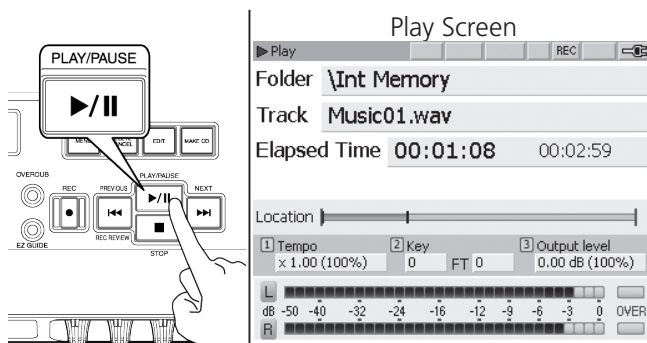 PLAY/PAUSE
EDIT
MAKE CD
OVERDUB
REC
PREVIOUS
PLAY/PAUSE
NEXT
REC REVIEW
STOP
EZ GUIDE
Play Screen
Play
REC
Folder \Int Memory
Track Music01.wav
Elapsed Time 00:01:08 00:02:59
Location
1 Tempo 2 Key 3 Output level
x 1.00 (100%) 0 FT 0 0.00 dB (100%)
L
dB -50 -40 -32 -24 -16 -12 -9 -6 -3 0 OVER
R